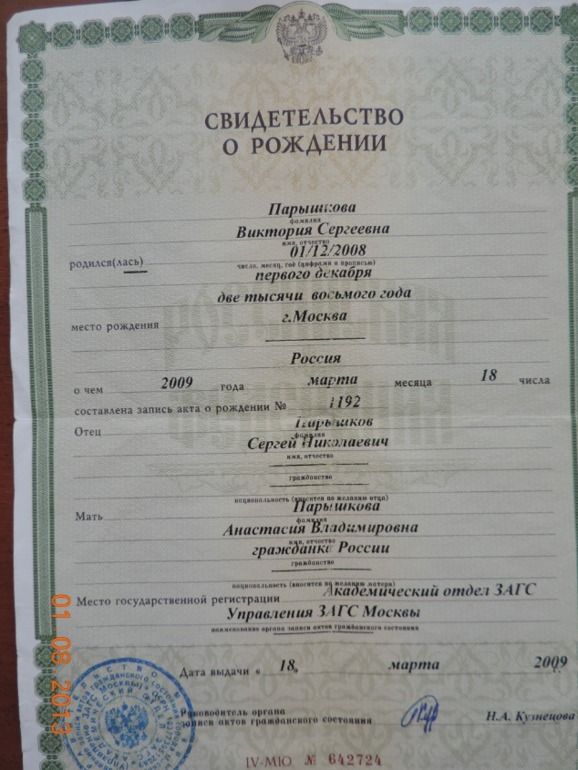 СВИДЕТЕЛЬСТВО
О РОЖДЕНИИ
Парышкова
фамилия
Виктория Сергеевна
имя, отчество
родился(лась) 01/12/2008
число, месяц, год (цифрами и прописью)
первого декабря
две тысячи восьмого года
место рождения г.Москва
Россия
о чем 2009 года марта месяца 18 числа
составлена запись акта о рождении № 1192
Отец Парышков
фамилия
Сергей Николаевич
имя, отчество
гражданство
национальность (вносится по желанию отца)
Мать Парышкова
фамилия
Анастасия Владимировна
имя, отчество
гражданка России
гражданство
национальность (вносится по желанию матери)
Место государственной регистрации Академический отдел ЗАГС
Управления ЗАГС Москвы
наименование органа записи актов гражданского состояния
Дата выдачи « 18 » марта 2009
Руководитель органа
записи актов гражданского состояния Н.А. Кузнецова
IV-МЮ № 642724
01 08 2013